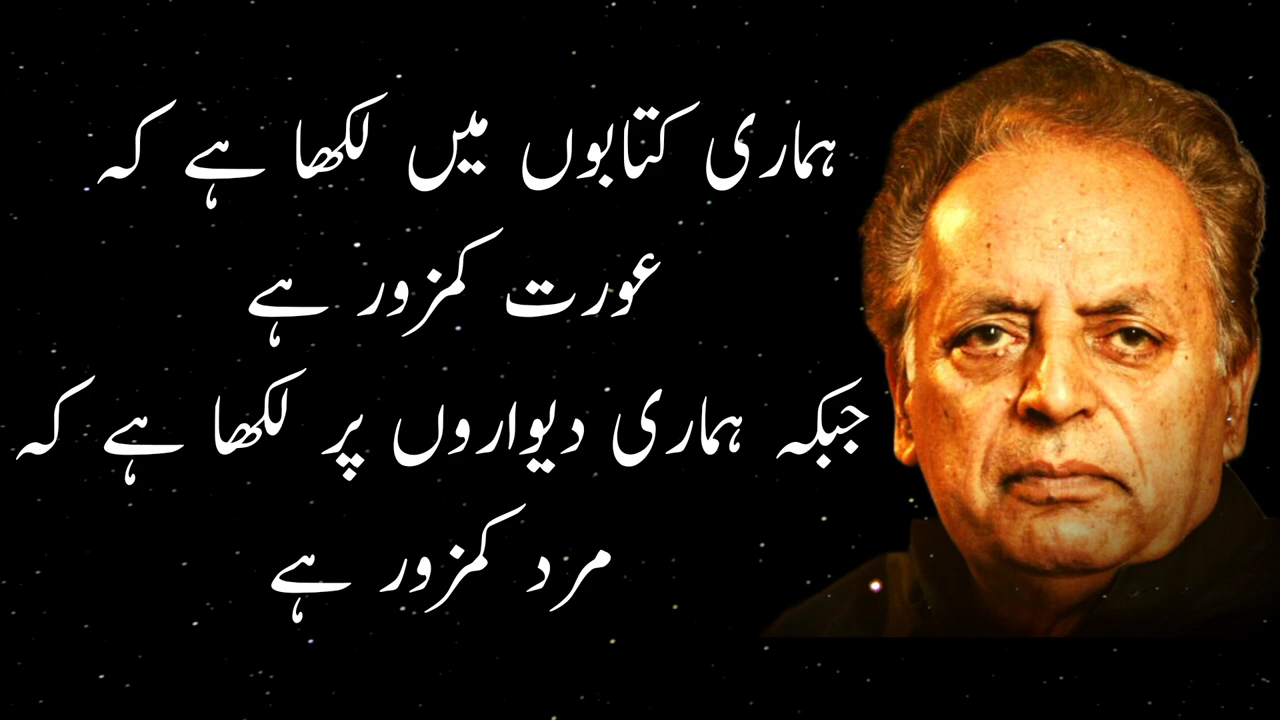 ہماری کتابوں میں لکھا ہے کہ
عورت کمزور ہے
جبکہ ہماری دیواروں پر لکھا ہے کہ
مرد کمزور ہے